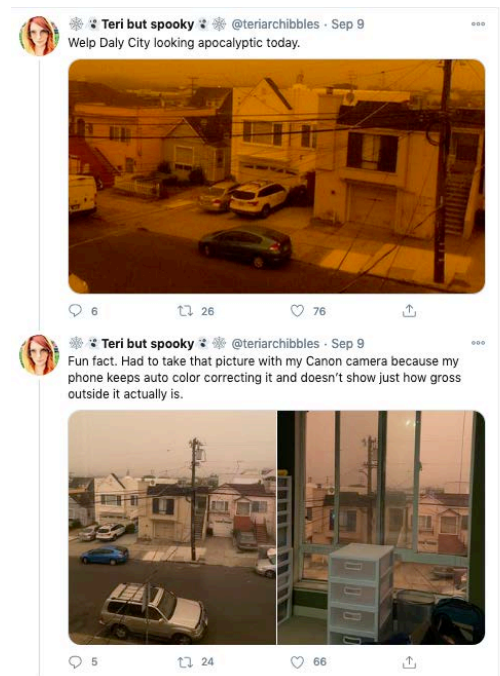 Teri but spooky @teriarchibbles · Sep 9
Welp Daly City looking apocalyptic today.
6 26 76
Teri but spooky @teriarchibbles · Sep 9
Fun fact. Had to take that picture with my Canon camera because my
phone keeps auto color correcting it and doesn't show just how gross
outside it actually is.
5 24 66